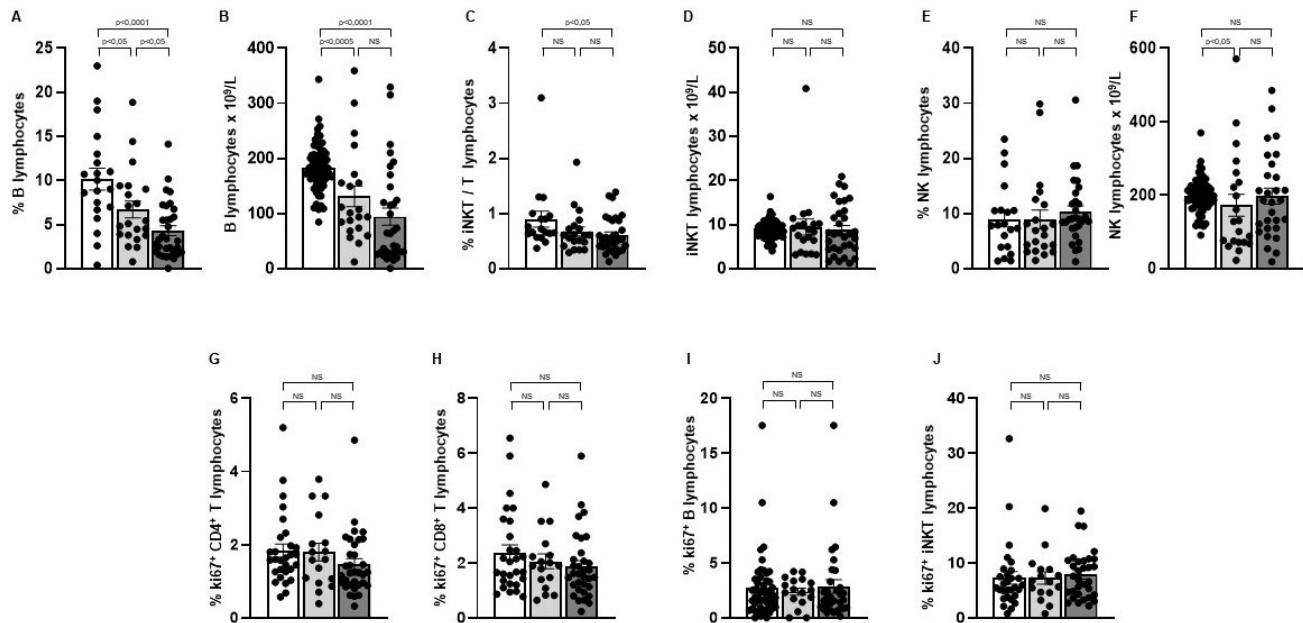 A
p<0,0001
p<0,05
p<0,05
% B lymphocytes
25
20
15
10
5
0
B
p<0,0001
p<0,0005
NS
B lymphocytes x 10⁹/L
400
300
200
100
0
C
p<0,05
NS
NS
% iNKT / T lymphocytes
4
3
2
1
0
D
NS
NS
NS
iNKT lymphocytes x 10⁹/L
50
40
30
20
10
0
E
NS
NS
NS
% NK lymphocytes
40
30
20
10
0
F
NS
p<0,05
NS
NK lymphocytes x 10⁹/L
600
400
200
0
G
NS
NS
NS
% ki67⁺ CD4⁺ T lymphocytes
6
4
2
0
H
NS
NS
NS
% ki67⁺ CD8⁺ T lymphocytes
8
6
4
2
0
I
NS
NS
NS
% ki67⁺ B lymphocytes
20
15
10
5
0
J
NS
NS
NS
% ki67⁺ iNKT lymphocytes
40
30
20
10
0